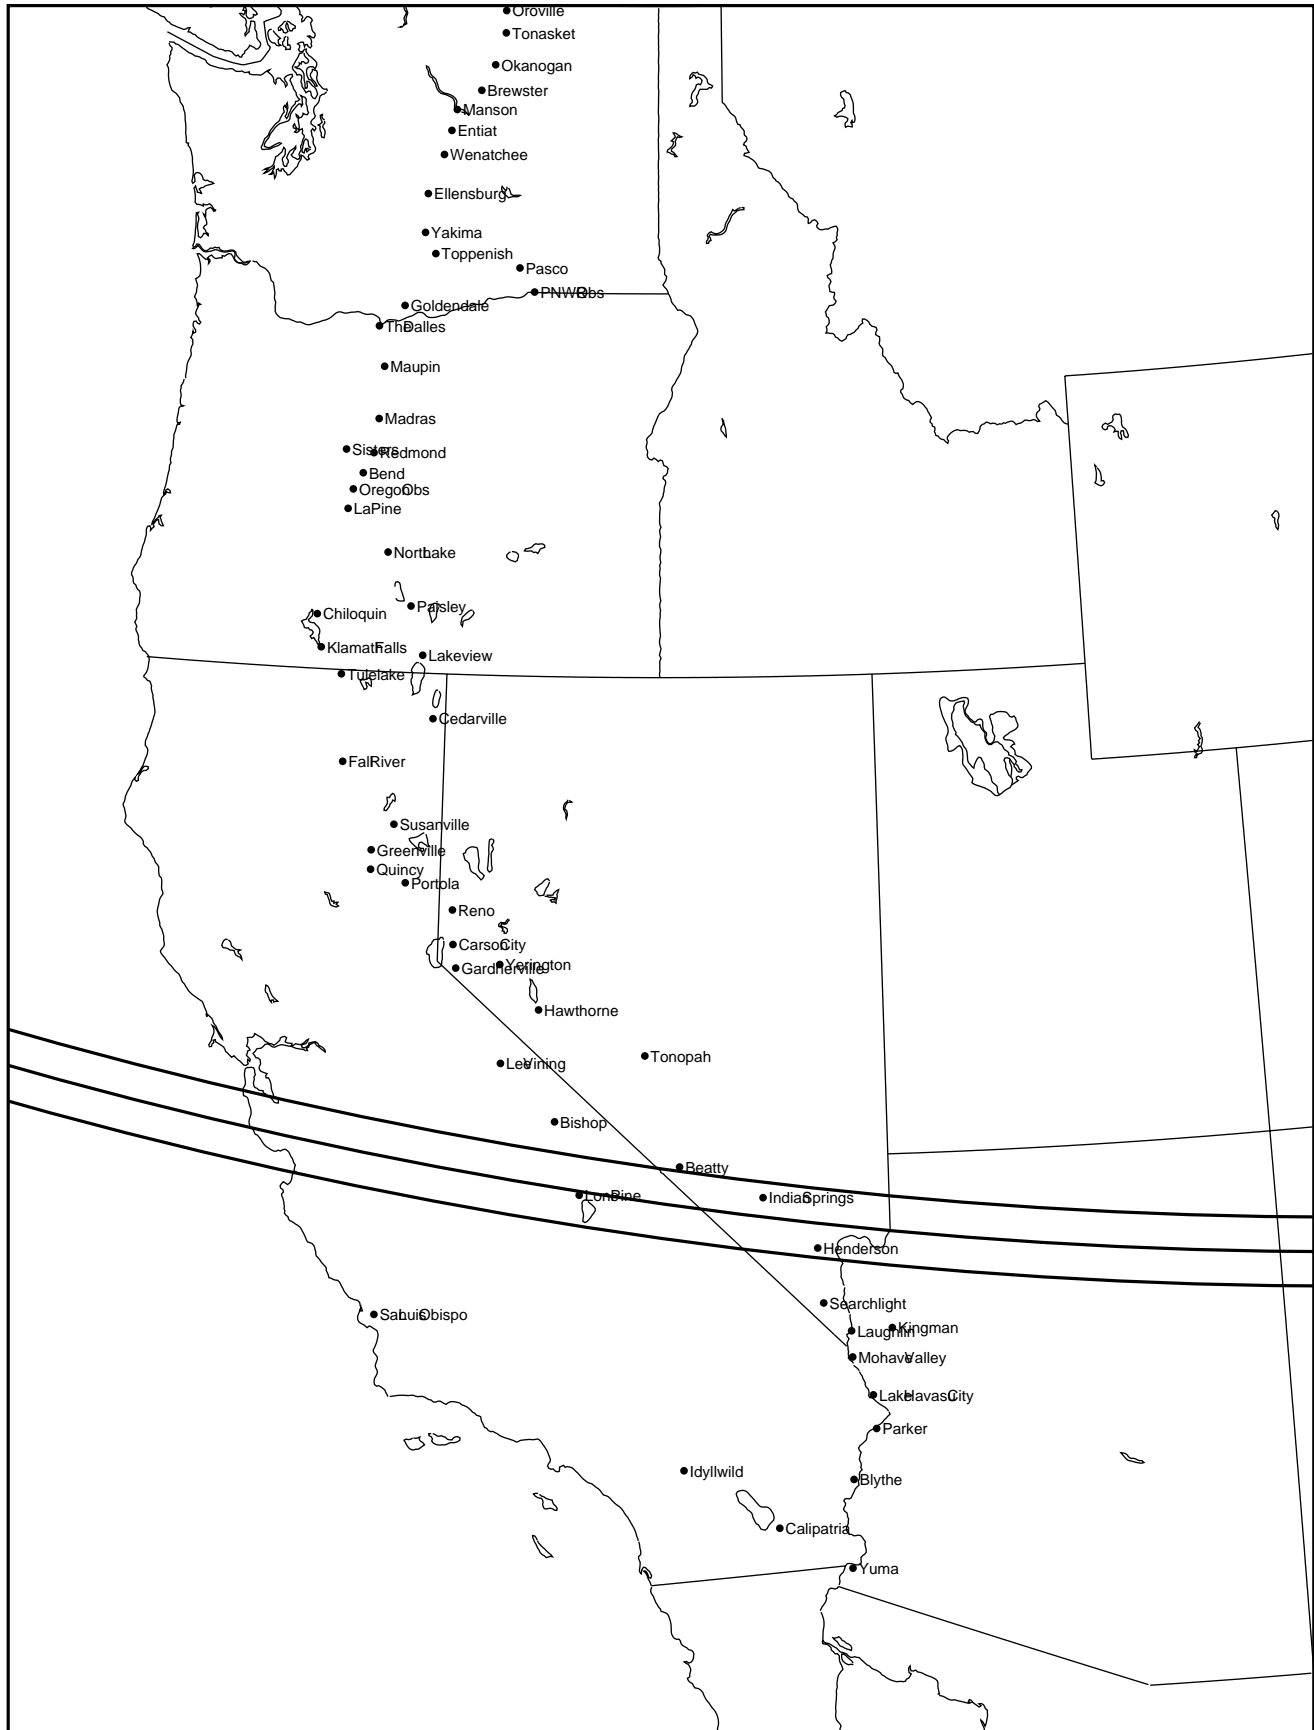 Oroville
Tonasket
Okanogan
Brewster
Manson
Entiat
Wenatchee
Ellensburg
Yakima
Toppenish
Pasco
PNWRObs
Goldendale
TheDalles
Maupin
Madras
Sisters
Redmond
Bend
OregonObs
LaPine
NorthLake
Paisley
Chiloquin
KlamathFalls
Lakeview
Tulelake
Cedarville
FallRiver
Susanville
Greenville
Quincy
Portola
Reno
CarsonCity
Yerington
Gardnerville
Hawthorne
Tonopah
LeeVining
Bishop
Beatty
LonePine
IndianSprings
Henderson
Searchlight
SanLuisObispo
Kingman
Laughlin
MohaveValley
LakeHavasuCity
Parker
Idyllwild
Blythe
Calipatria
Yuma